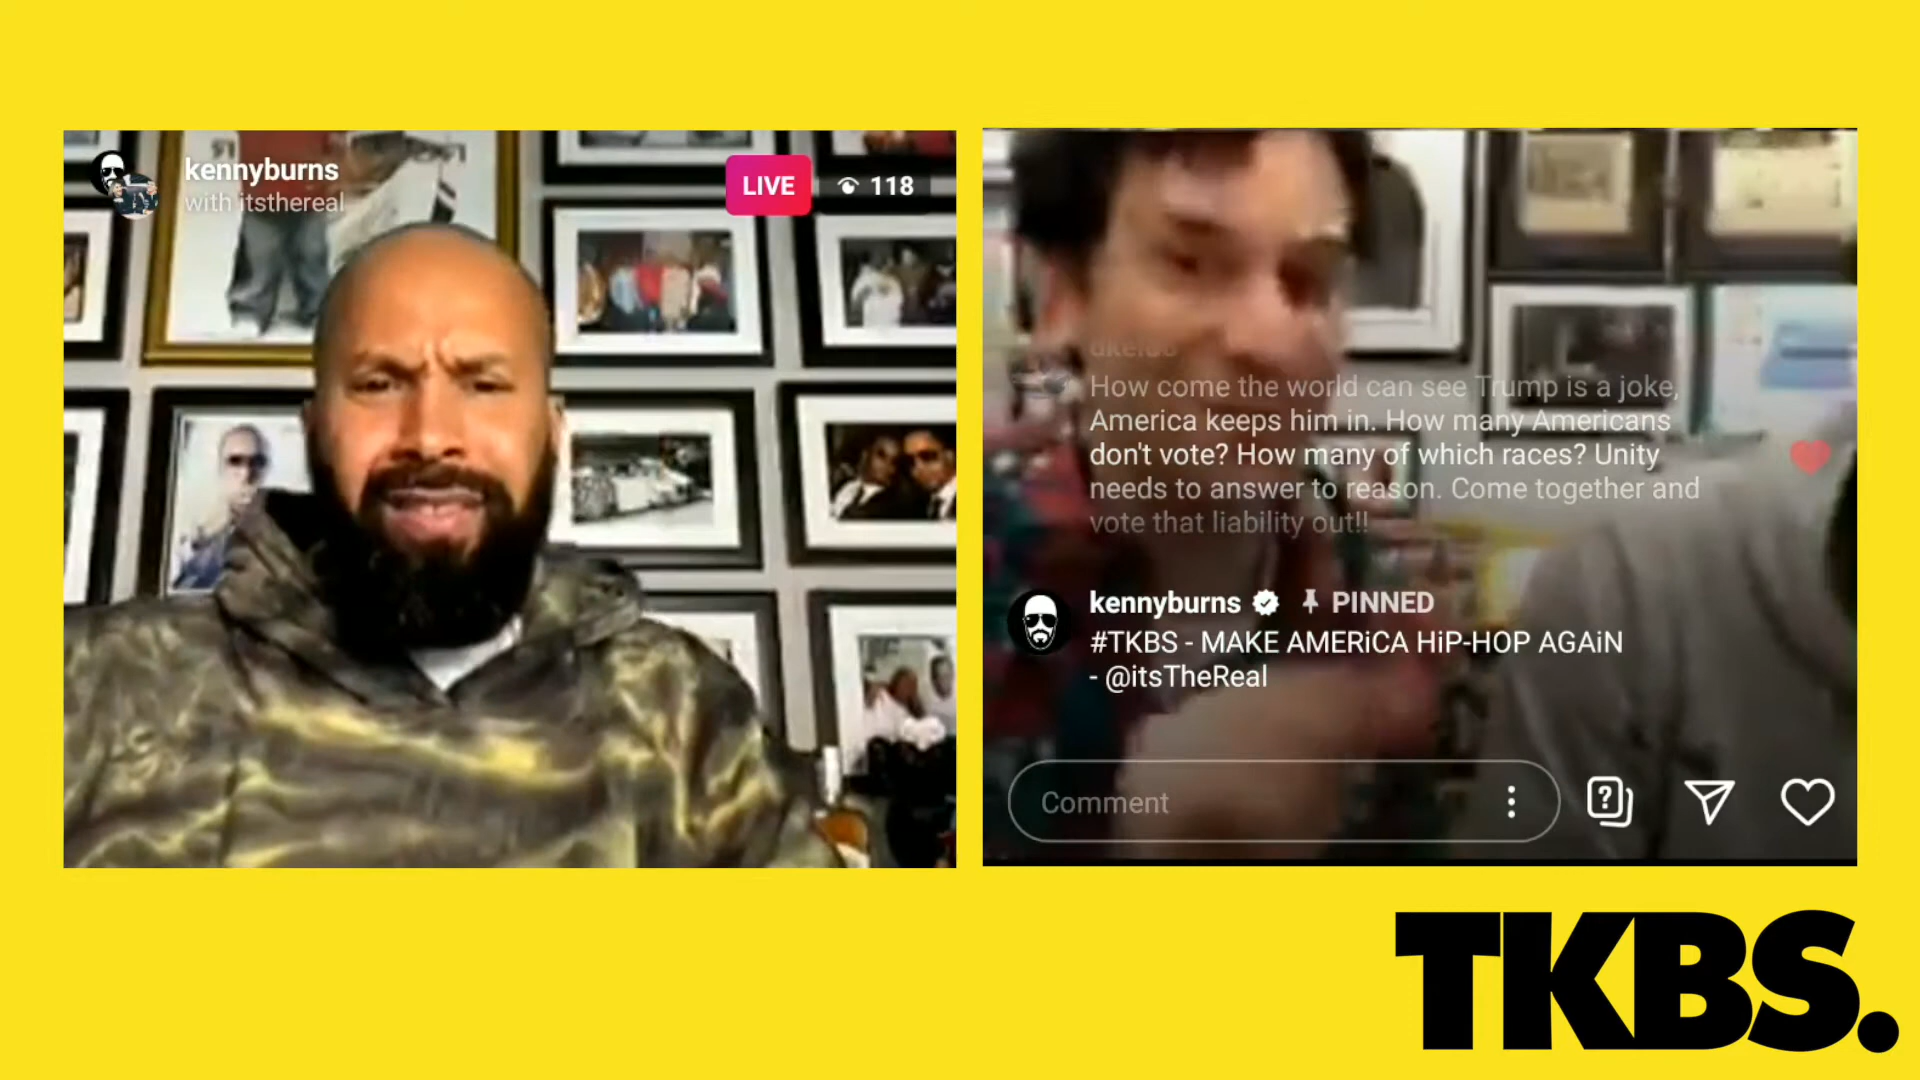 kennyburns
with itsthereal
LIVE
118
How come the world can see Trump is a joke,
America keeps him in. How many Americans
don't vote? How many of which races? Unity
needs to answer to reason. Come together and
vote that liability out!!
kennyburns PINNED
#TKBS - MAKE AMERiCA HiP-HOP AGAiN
- @itsTheReal
Comment
TKBS.